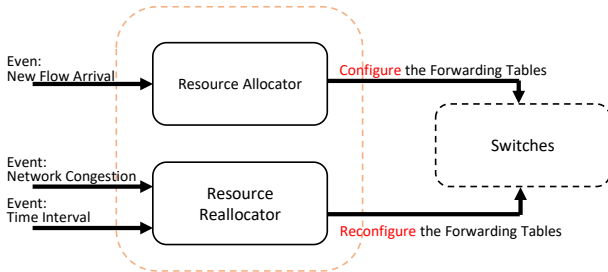 Even:
New Flow Arrival
Resource Allocator
Configure the Forwarding Tables
Switches
Event:
Network Congestion
Event:
Time Interval
Resource
Reallocator
Reconfigure the Forwarding Tables